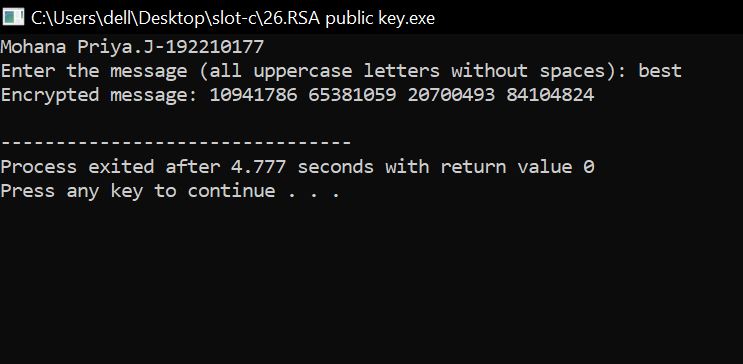 C:\Users\dell\Desktop\slot-c\26.RSA public key.exe
Mohana Priya.J-192210177
Enter the message (all uppercase letters without spaces): best
Encrypted message: 10941786 65381059 20700493 84104824
--------------------------------
Process exited after 4.777 seconds with return value 0
Press any key to continue . . .